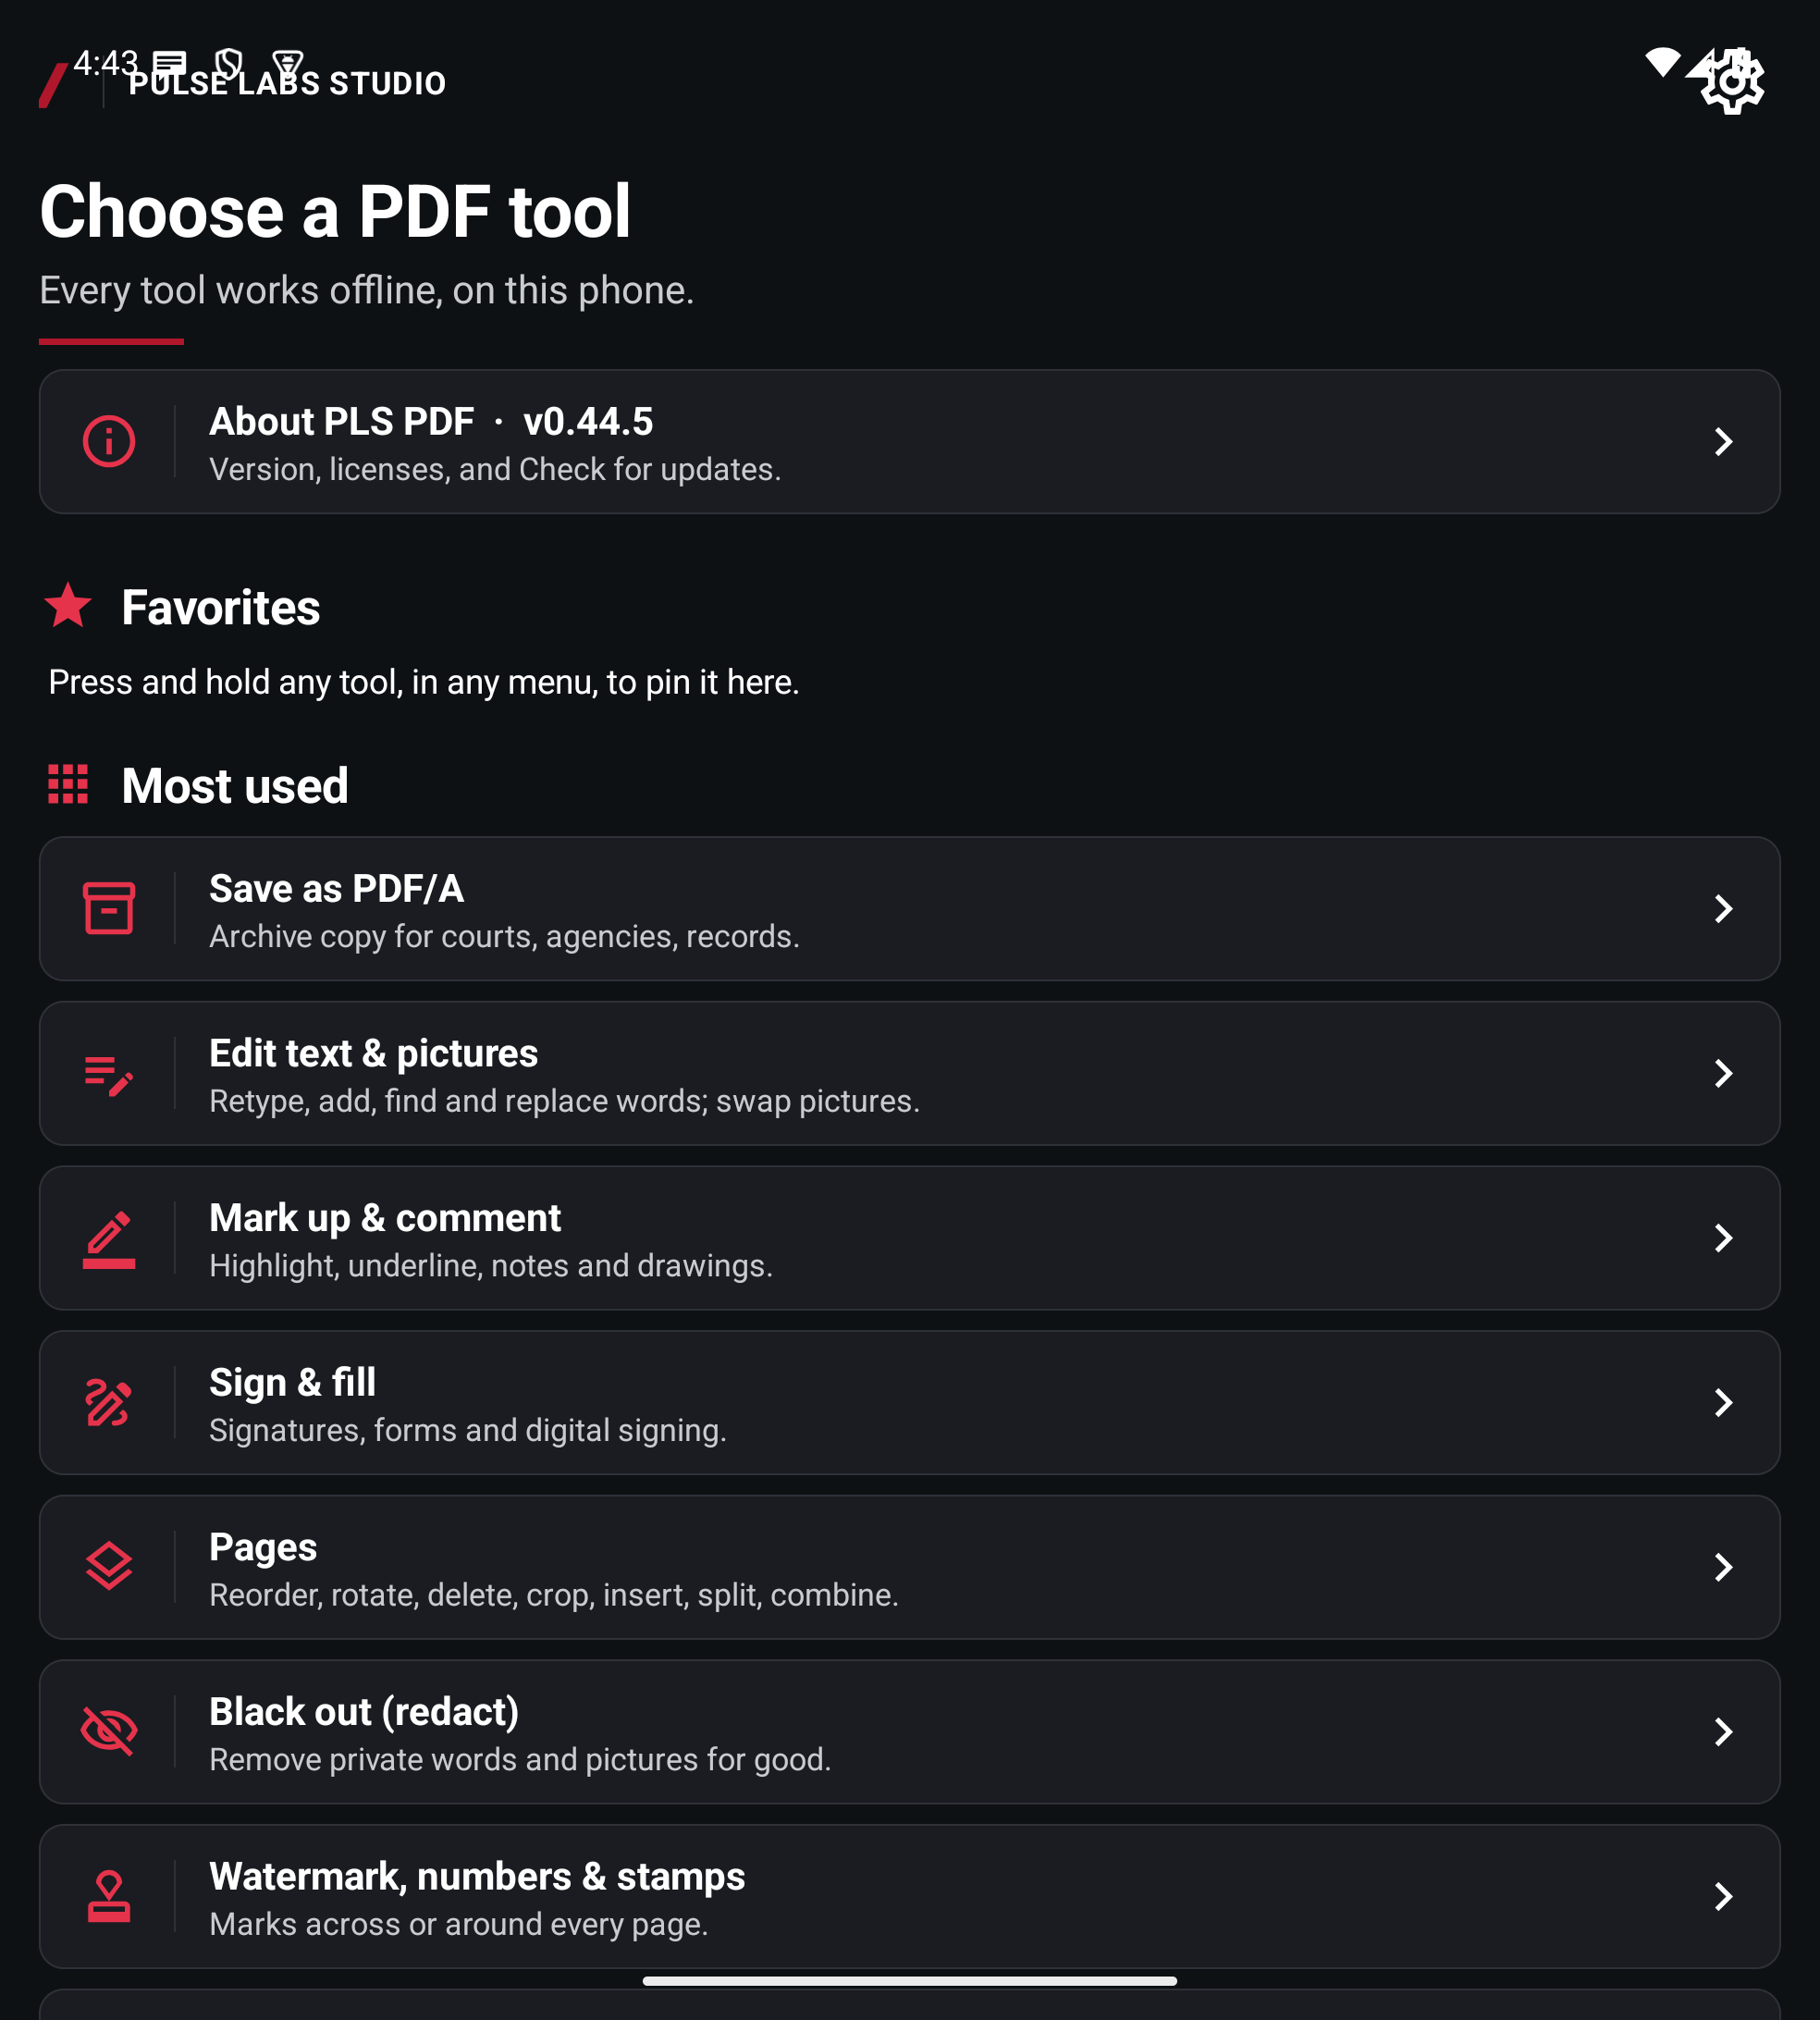 4:43
PULSE LABS STUDIO
Choose a PDF tool
Every tool works offline, on this phone.
About PLS PDF · v0.44.5
Version, licenses, and Check for updates.
Favorites
Press and hold any tool, in any menu, to pin it here.
Most used
Save as PDF/A
Archive copy for courts, agencies, records.
Edit text & pictures
Retype, add, find and replace words; swap pictures.
Mark up & comment
Highlight, underline, notes and drawings.
Sign & fill
Signatures, forms and digital signing.
Pages
Reorder, rotate, delete, crop, insert, split, combine.
Black out (redact)
Remove private words and pictures for good.
Watermark, numbers & stamps
Marks across or around every page.